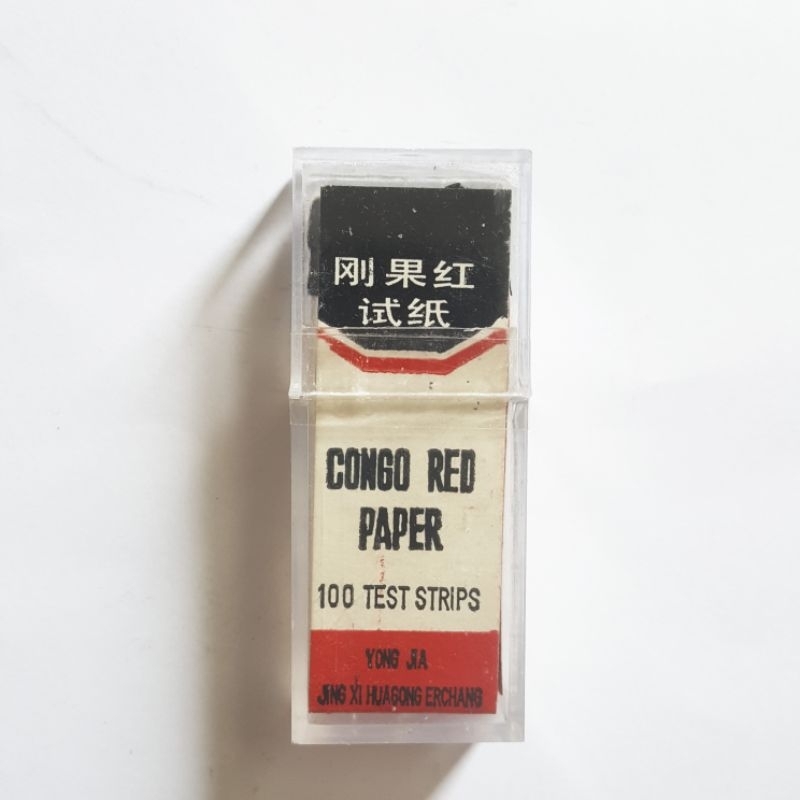 刚果红
试纸
CONGO RED
PAPER
100 TEST STRIPS
YONG JIA
JING XI HUAGONG ERCHANG